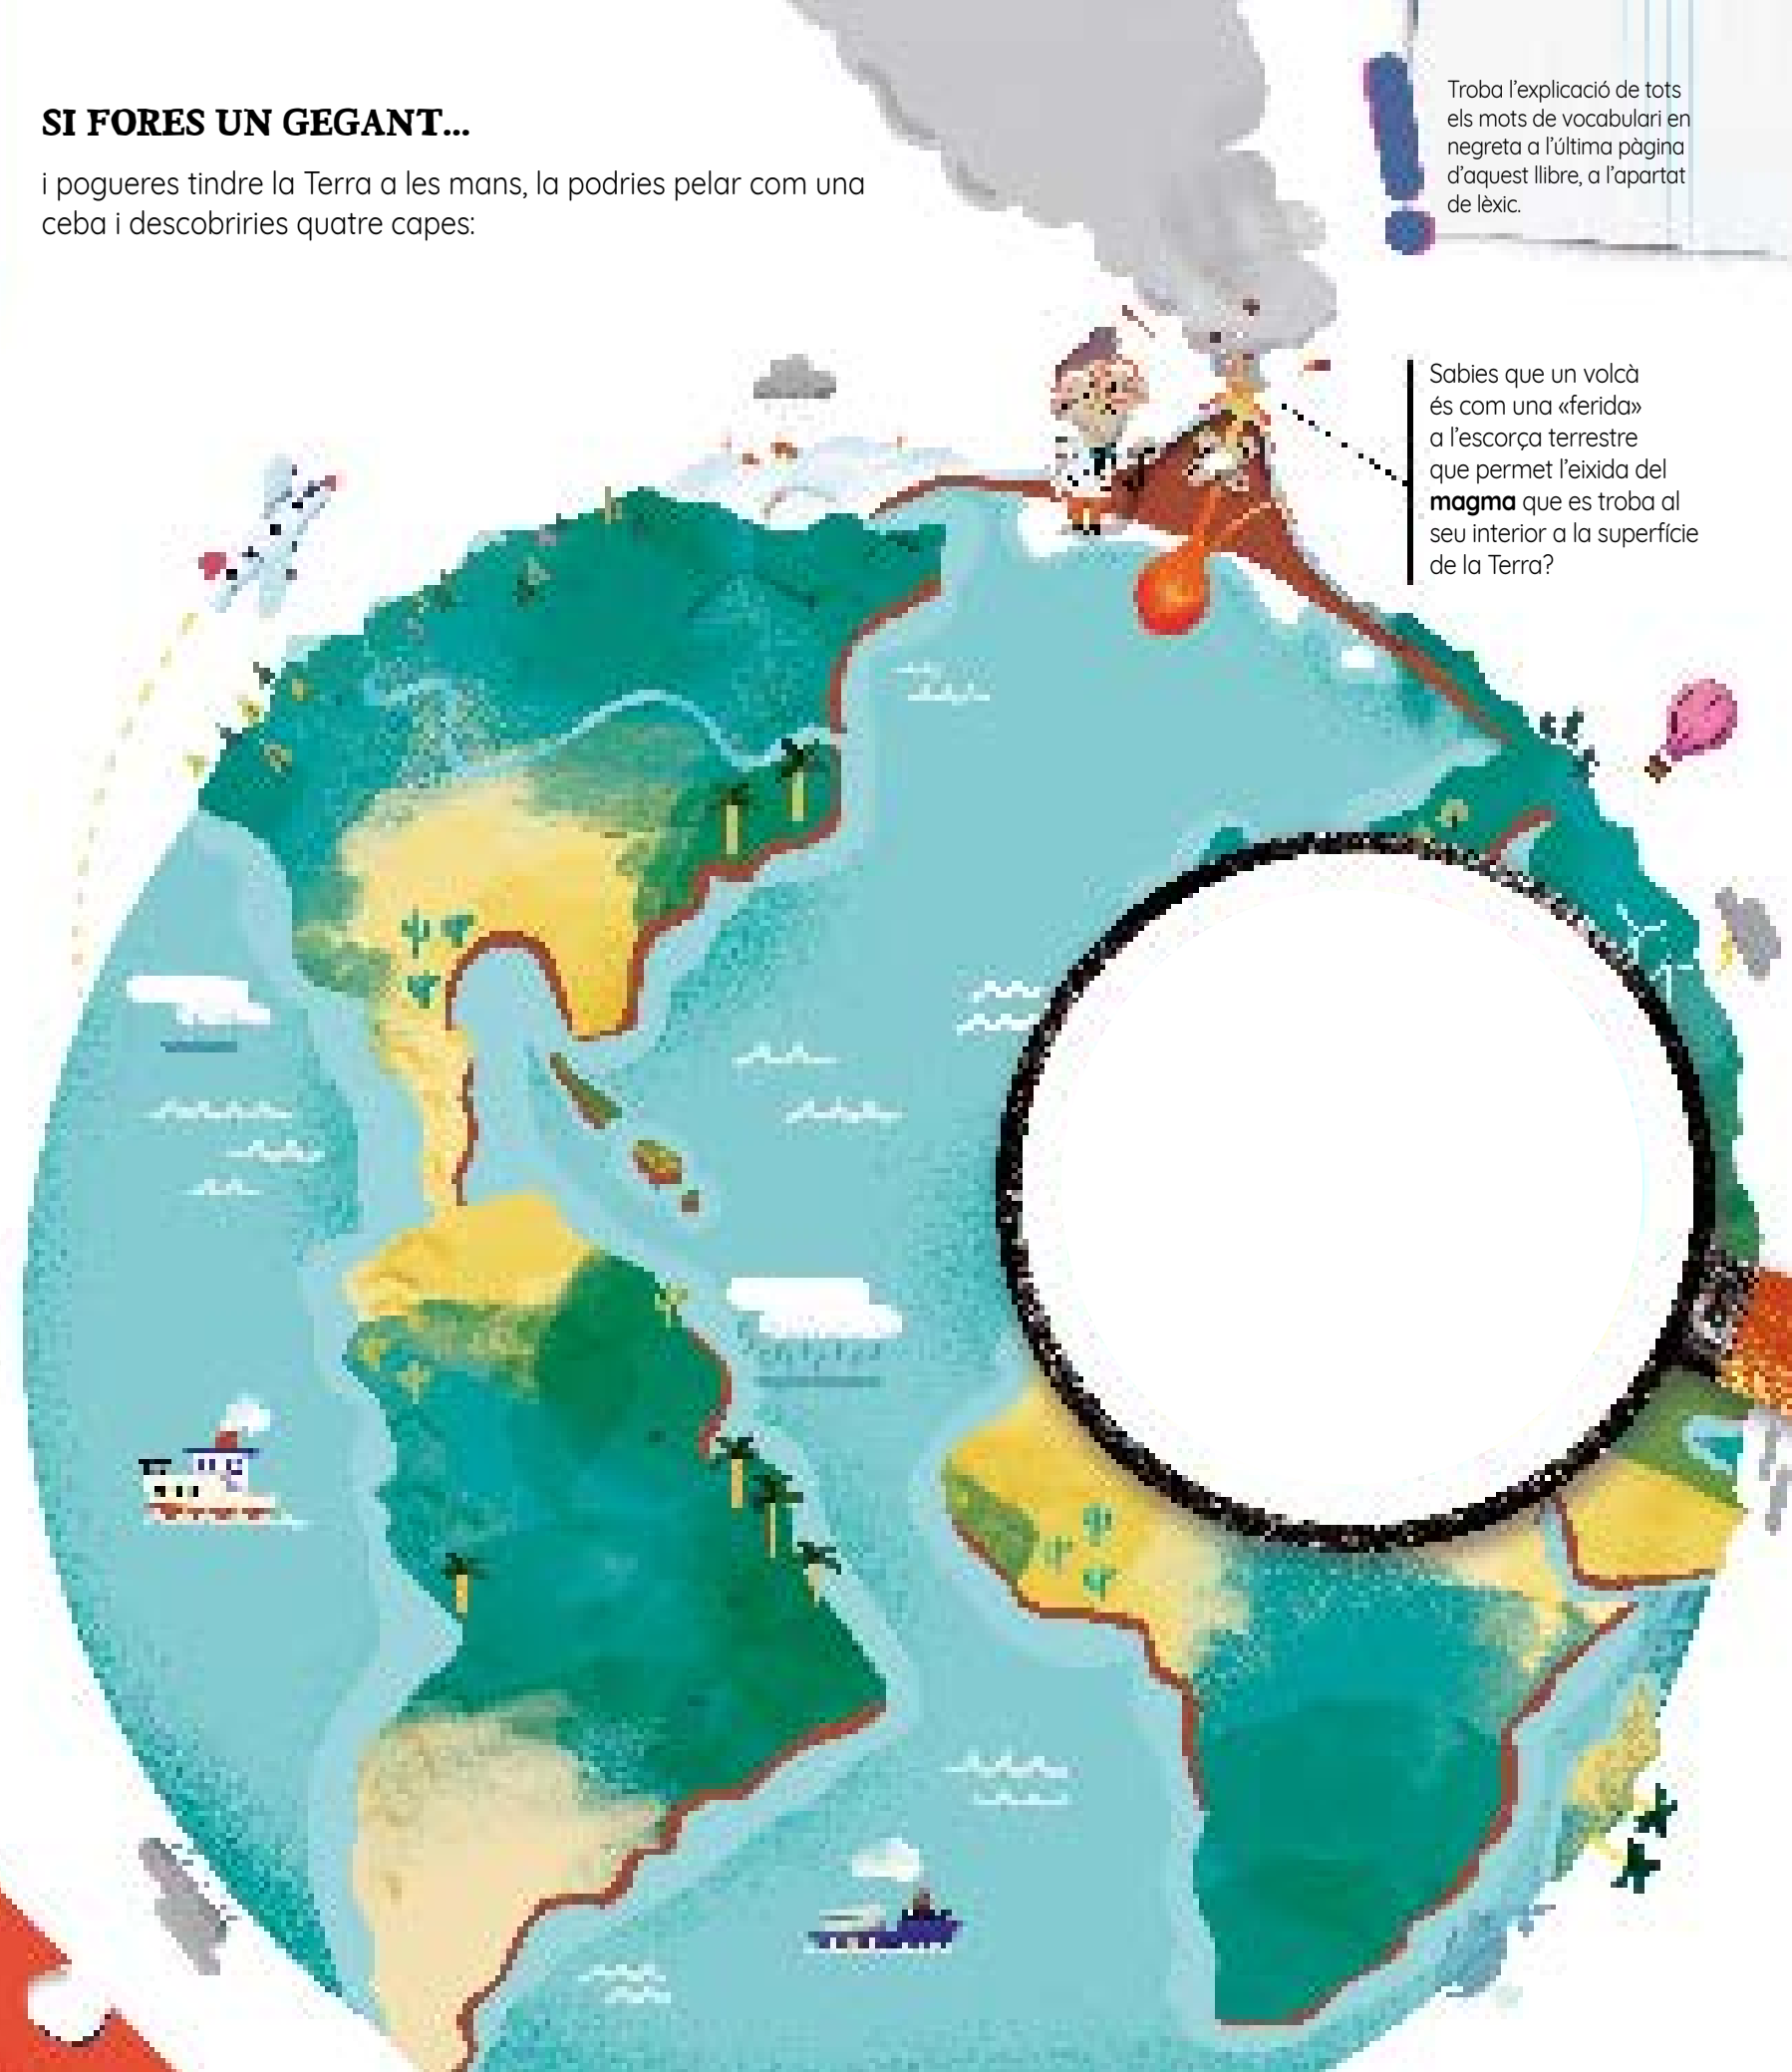 SI FORES UN GEGANT...
i pogueres tindre la Terra a les mans, la podries pelar com una
ceba i descobriries quatre capes:
Troba l'explicació de tots
els mots de vocabulari en
negreta a l'última pàgina
d'aquest llibre, a l'apartat
de lèxic.
Sabies que un volcà
és com una «ferida»
a l'escorça terrestre
que permet l'eixida del
magma que es troba al
seu interior a la superfície
de la Terra?